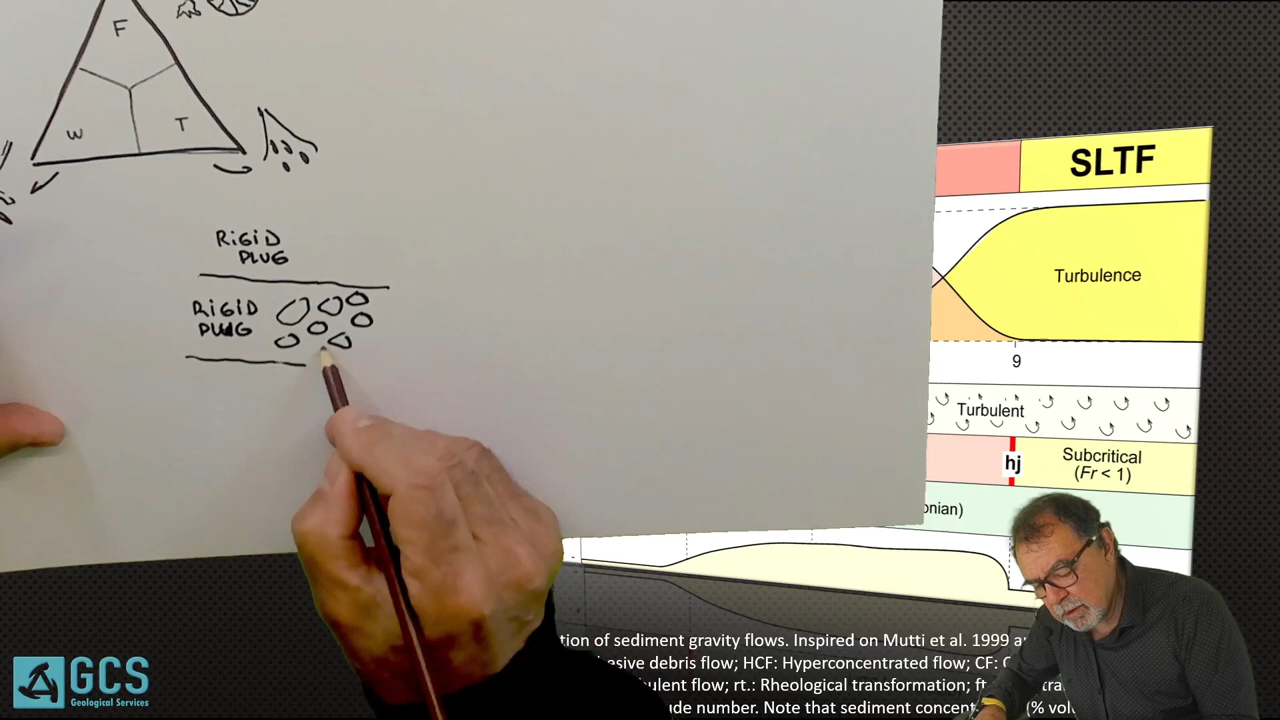 F
W
T
RIGID
PLUG
RIGID
PLUG
SLTF
Turbulence
9
Turbulent
hj
Subcritical
(Fr < 1)
onian)
tion of sediment gravity flows. Inspired on Mutti et al. 1999 a
esive debris flow; HCF: Hyperconcentrated flow; CF:
ulent flow; rt.: Rheological transformation; ft
ude number. Note that sediment concent (% volu
GCS
Geological Services